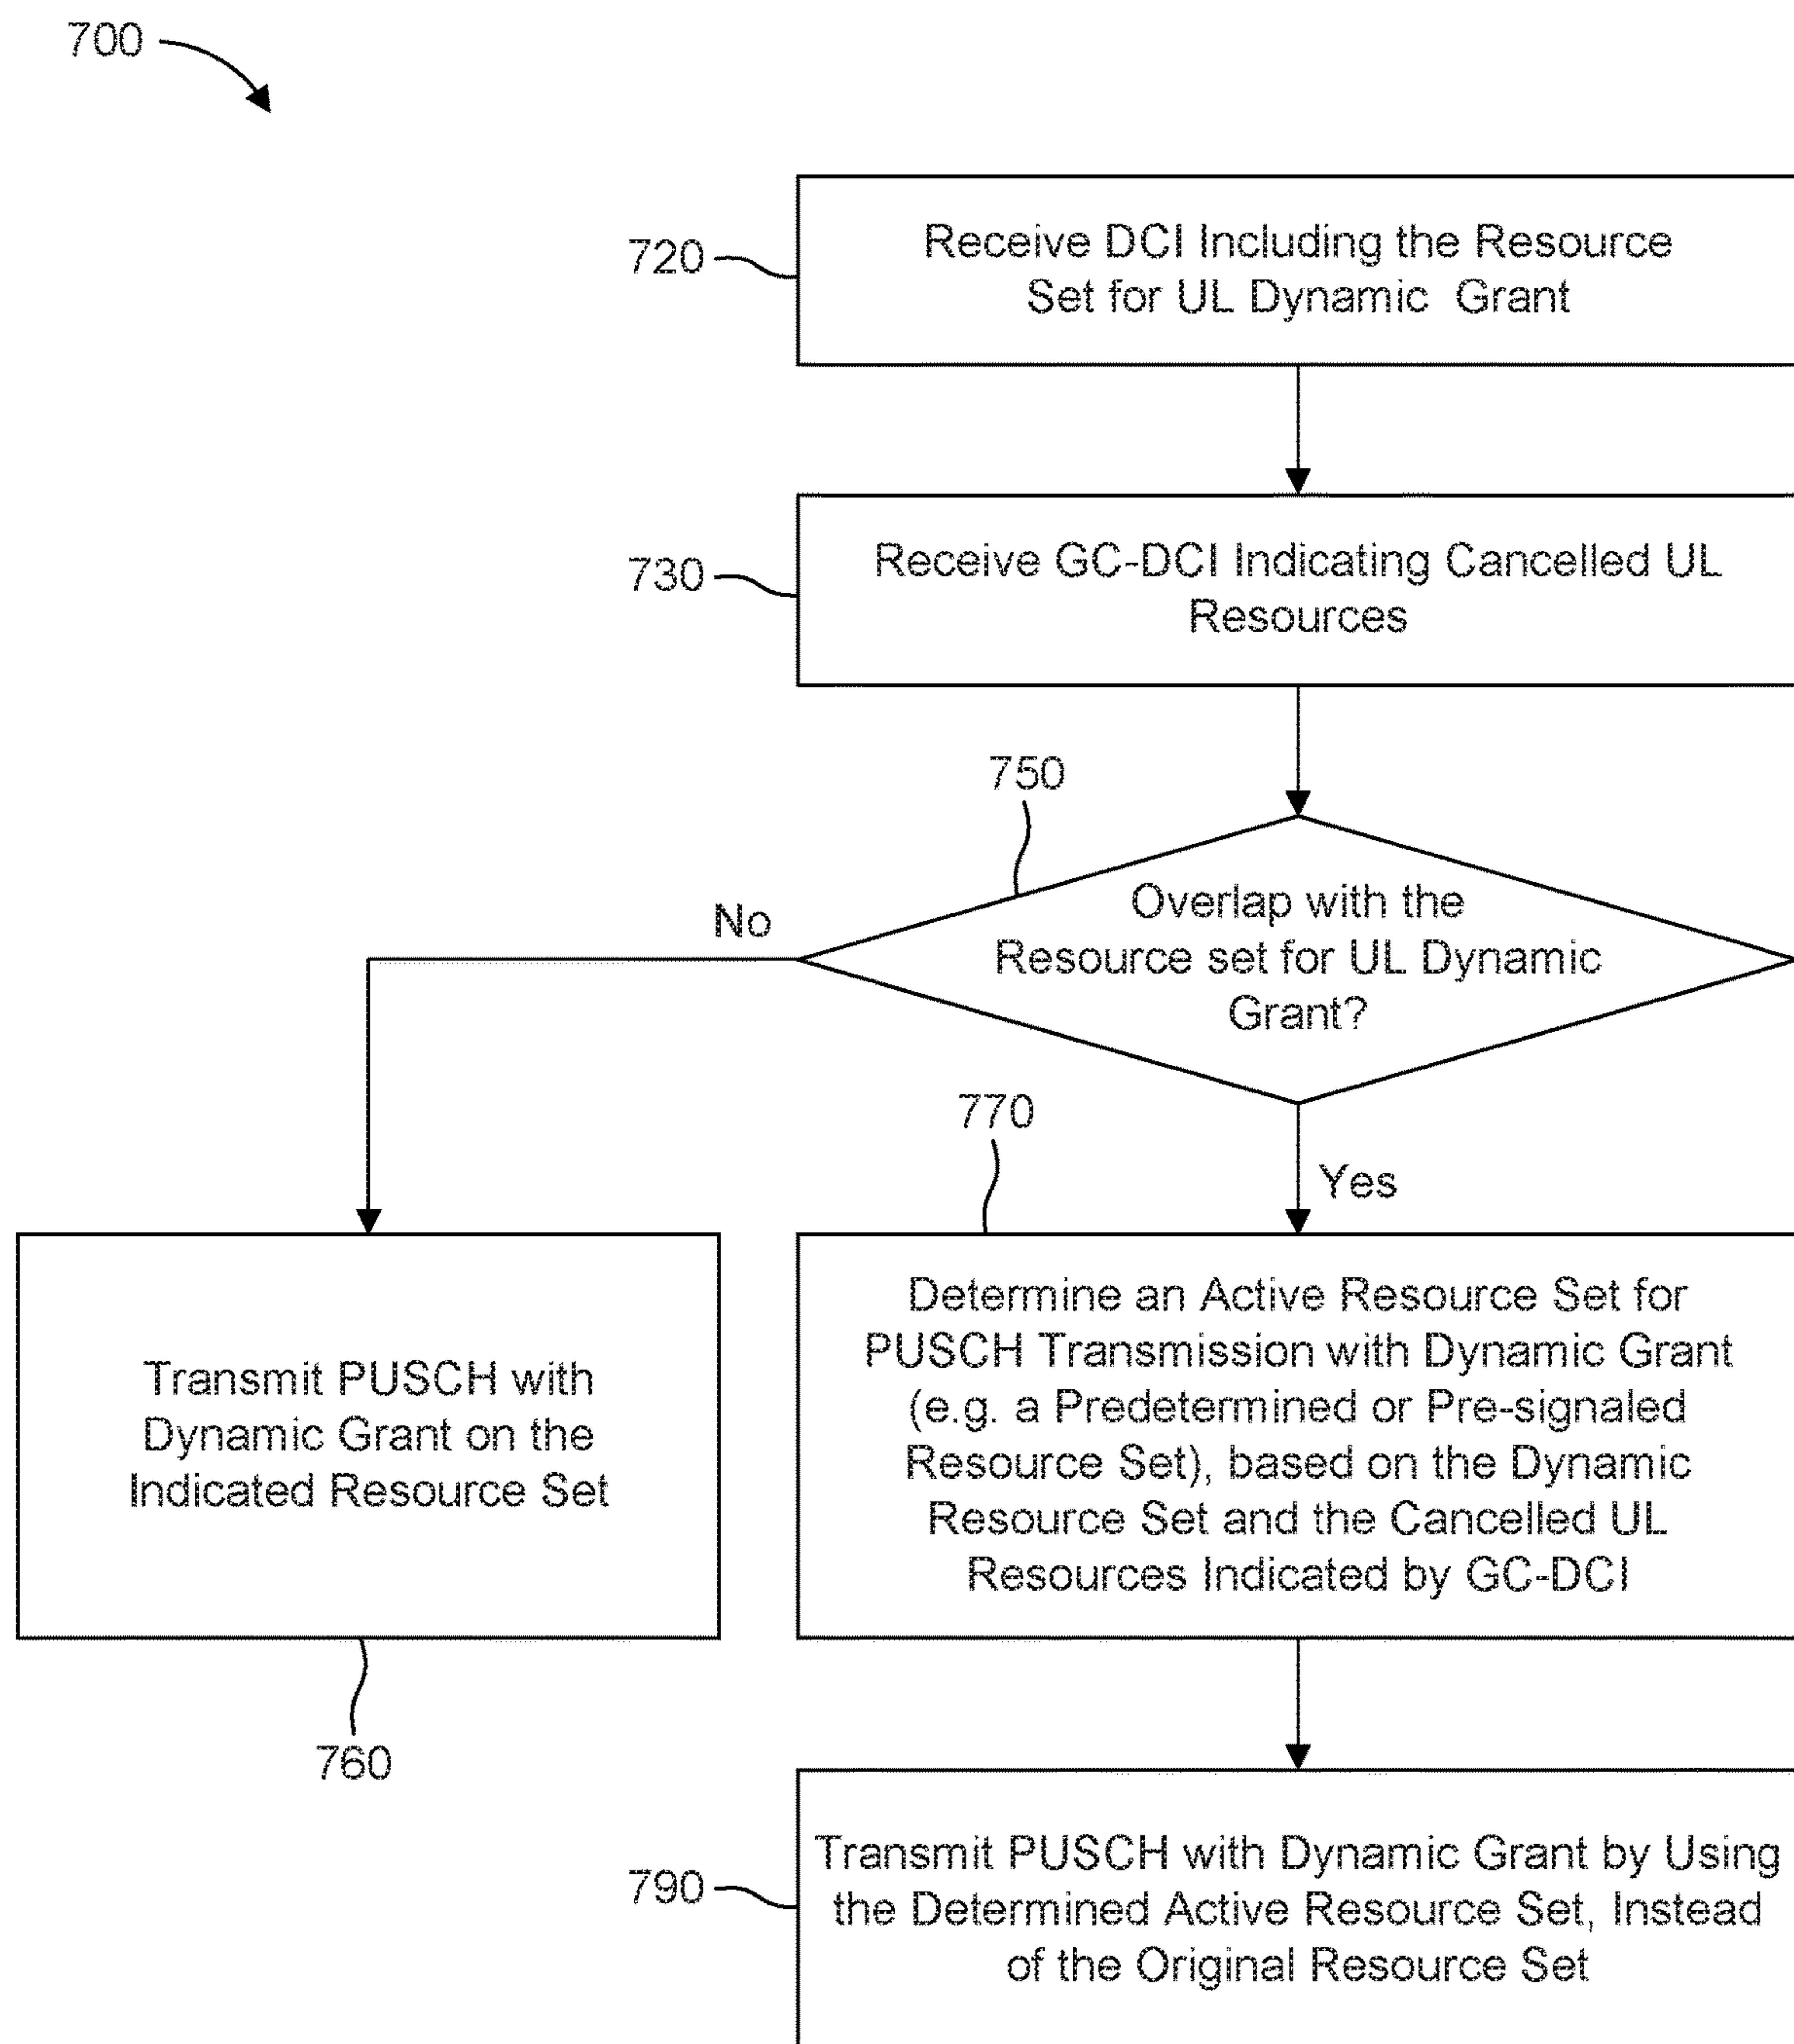 700
720
Receive DCI Including the Resource
Set for UL Dynamic Grant
730
Receive GC-DCI Indicating Cancelled UL
Resources
750
Overlap with the
Resource set for UL Dynamic
Grant?
No
Yes
770
Transmit PUSCH with
Dynamic Grant on the
Indicated Resource Set
760
Determine an Active Resource Set for
PUSCH Transmission with Dynamic Grant
(e.g. a Predetermined or Pre-signaled
Resource Set), based on the Dynamic
Resource Set and the Cancelled UL
Resources Indicated by GC-DCI
790
Transmit PUSCH with Dynamic Grant by Using
the Determined Active Resource Set, Instead
of the Original Resource Set